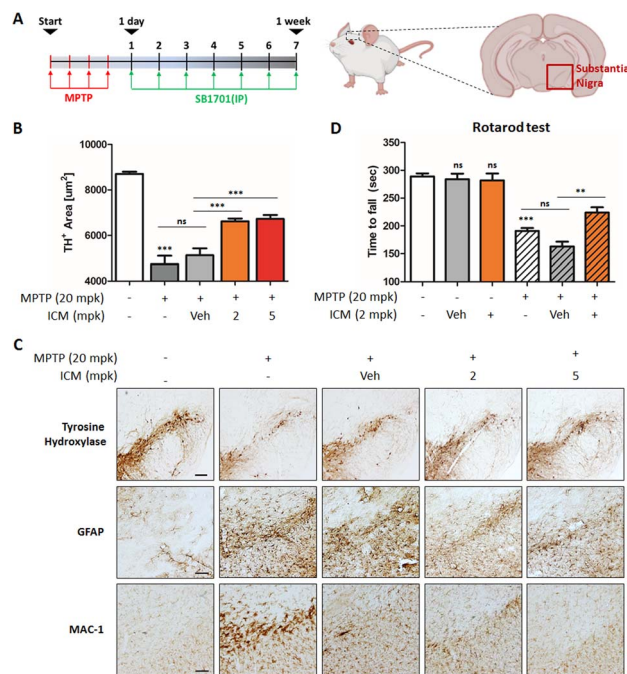 A
Start
1 day
1 week
1 2 3 4 5 6 7
MPTP
SB1701(IP)
Substantia
Nigra
B
TH+ Area [um²]
10000
8000
6000
4000
***
ns
***
***
MPTP (20 mpk) - + + + +
ICM (mpk) - - Veh 2 5
D
Rotarod test
Time to fall (sec)
350
300
250
200
150
100
ns
ns
***
ns
**
MPTP (20 mpk) - - - + + +
ICM (2 mpk) - Veh + - Veh +
C
MPTP (20 mpk) - + + + +
ICM (mpk) - - Veh 2 5
Tyrosine
Hydroxylase
GFAP
MAC-1